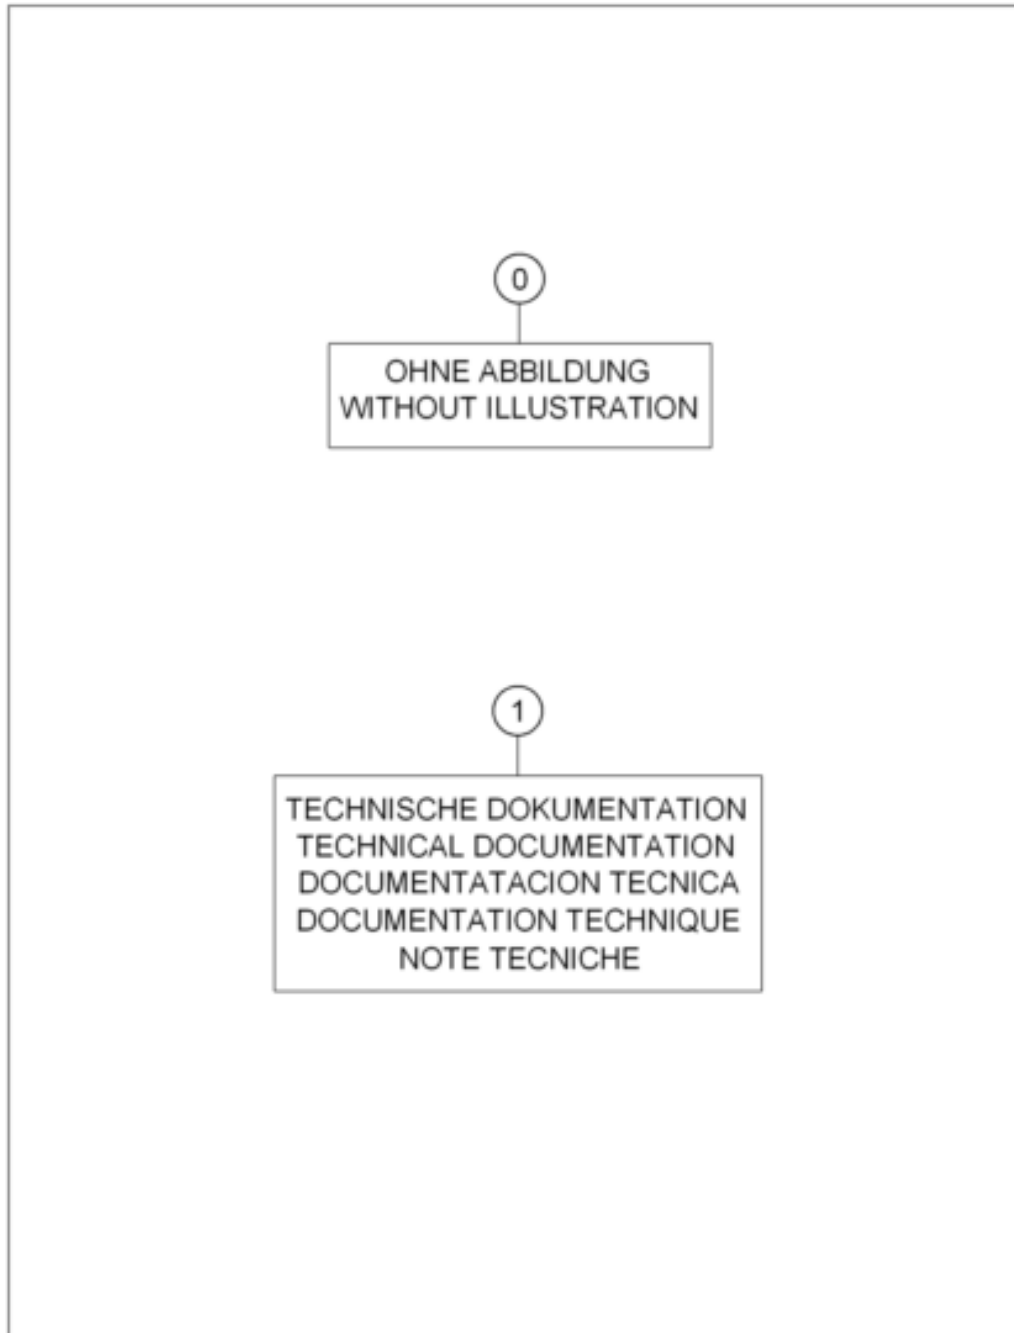 0
OHNE ABBILDUNG
WITHOUT ILLUSTRATION
1
TECHNISCHE DOKUMENTATION
TECHNICAL DOCUMENTATION
DOCUMENTATACION TECNICA
DOCUMENTATION TECHNIQUE
NOTE TECNICHE